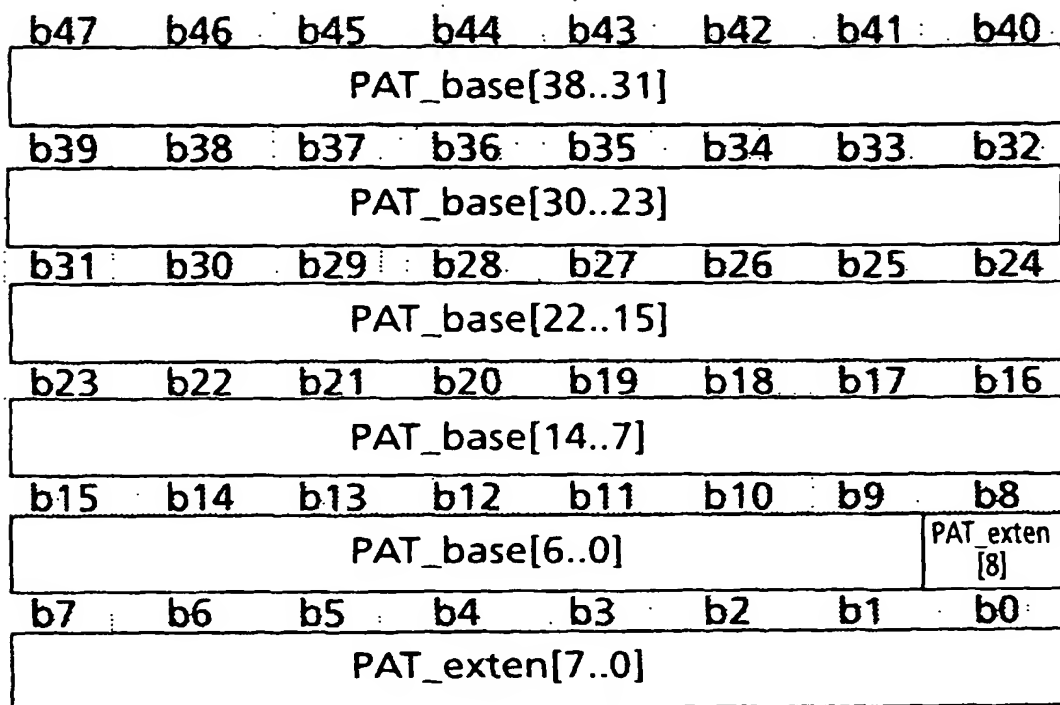 b47 b46 b45 b44 b43 b42 b41 b40
PAT_base[38..31]
b39 b38 b37 b36 b35 b34 b33 b32
PAT_base[30..23]
b31 b30 b29 b28 b27 b26 b25 b24
PAT_base[22..15]
b23 b22 b21 b20 b19 b18 b17 b16
PAT_base[14..7]
b15 b14 b13 b12 b11 b10 b9 b8
PAT_base[6..0] PAT_exten
[8]
b7 b6 b5 b4 b3 b2 b1 b0
PAT_exten[7..0]